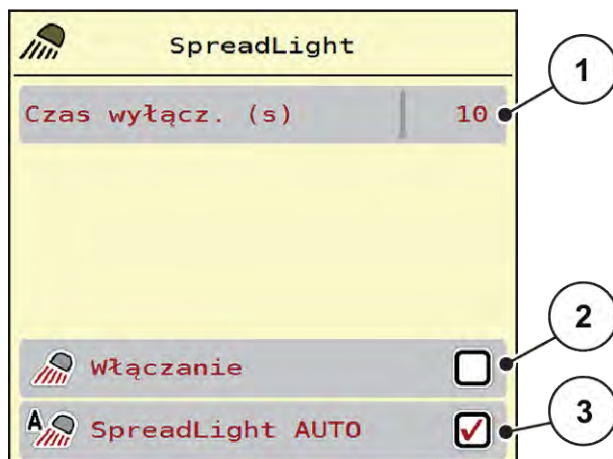 SpreadLight
Czas wyłącz. (s) 10
1
Włączanie
2
A
SpreadLight AUTO
3